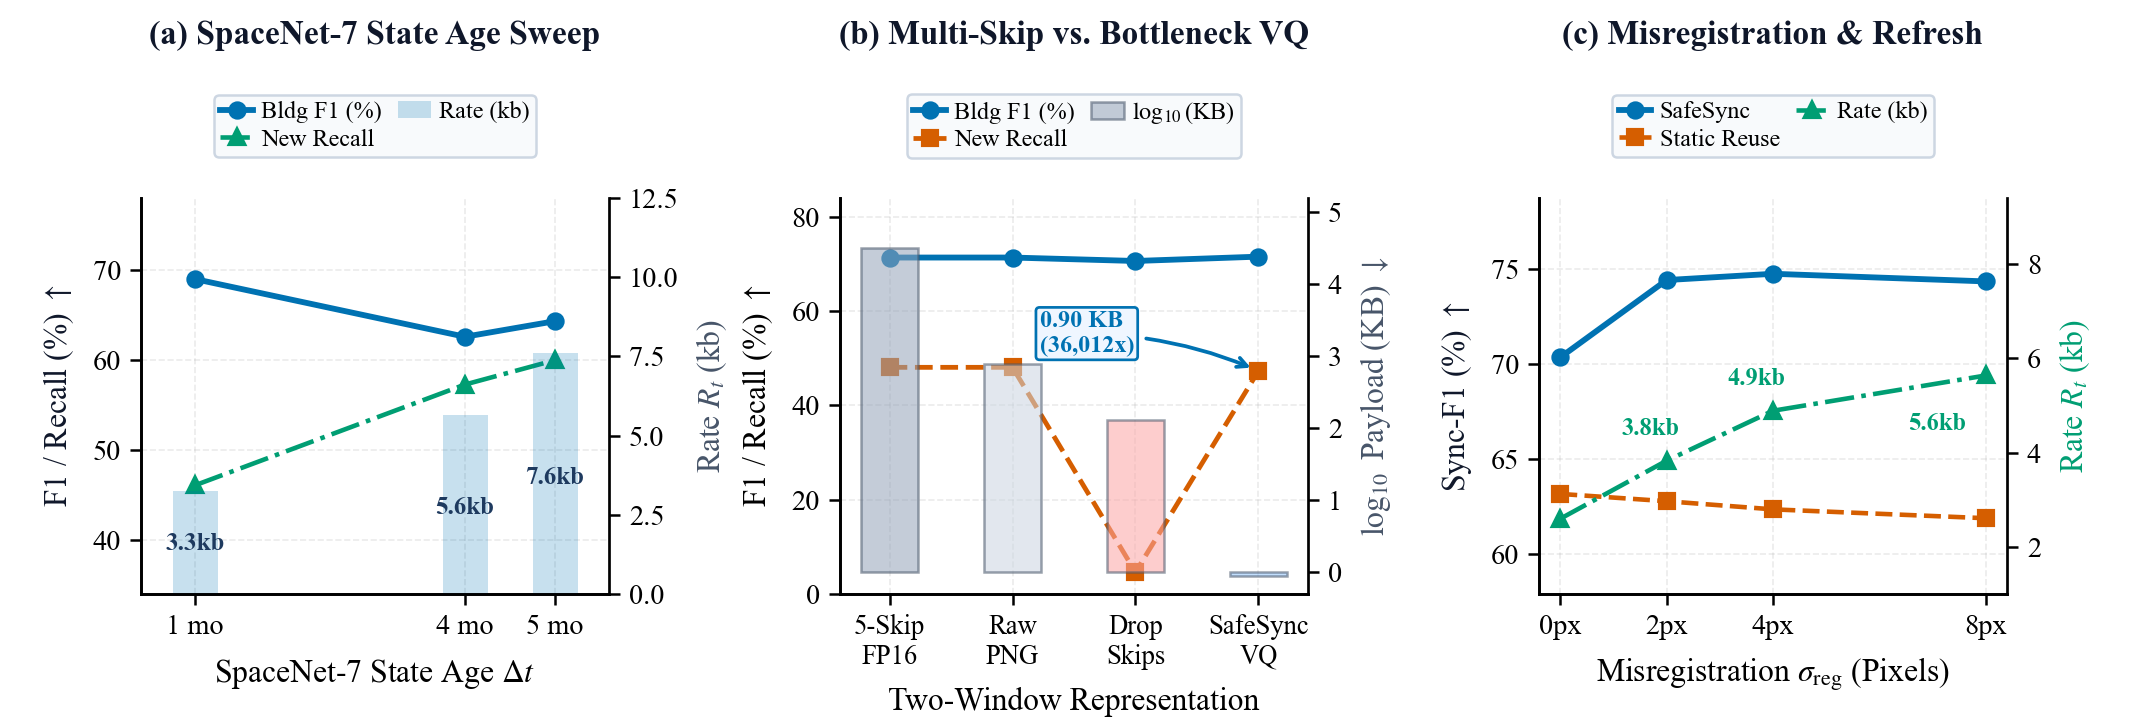 (a) SpaceNet-7 State Age Sweep
Bldg F1 (%)
Rate (kb)
New Recall
F1 / Recall (%) ↑
70
60
50
40
12.5
10.0
7.5
5.0
2.5
0.0
Rate R_t (kb)
3.3kb
5.6kb
7.6kb
1 mo
4 mo
5 mo
SpaceNet-7 State Age Δt
(b) Multi-Skip vs. Bottleneck VQ
Bldg F1 (%)
log₁₀ (KB)
New Recall
F1 / Recall (%) ↑
80
60
40
20
0
5
4
3
2
1
0
log₁₀ Payload (KB) ↓
0.90 KB
(36,012x)
5-Skip
FP16
Raw
PNG
Drop
Skips
SafeSync
VQ
Two-Window Representation
(c) Misregistration & Refresh
SafeSync
Rate (kb)
Static Reuse
Sync-F1 (%) ↑
75
70
65
60
8
6
4
2
Rate R_t (kb)
3.8kb
4.9kb
5.6kb
0px
2px
4px
8px
Misregistration σ_reg (Pixels)